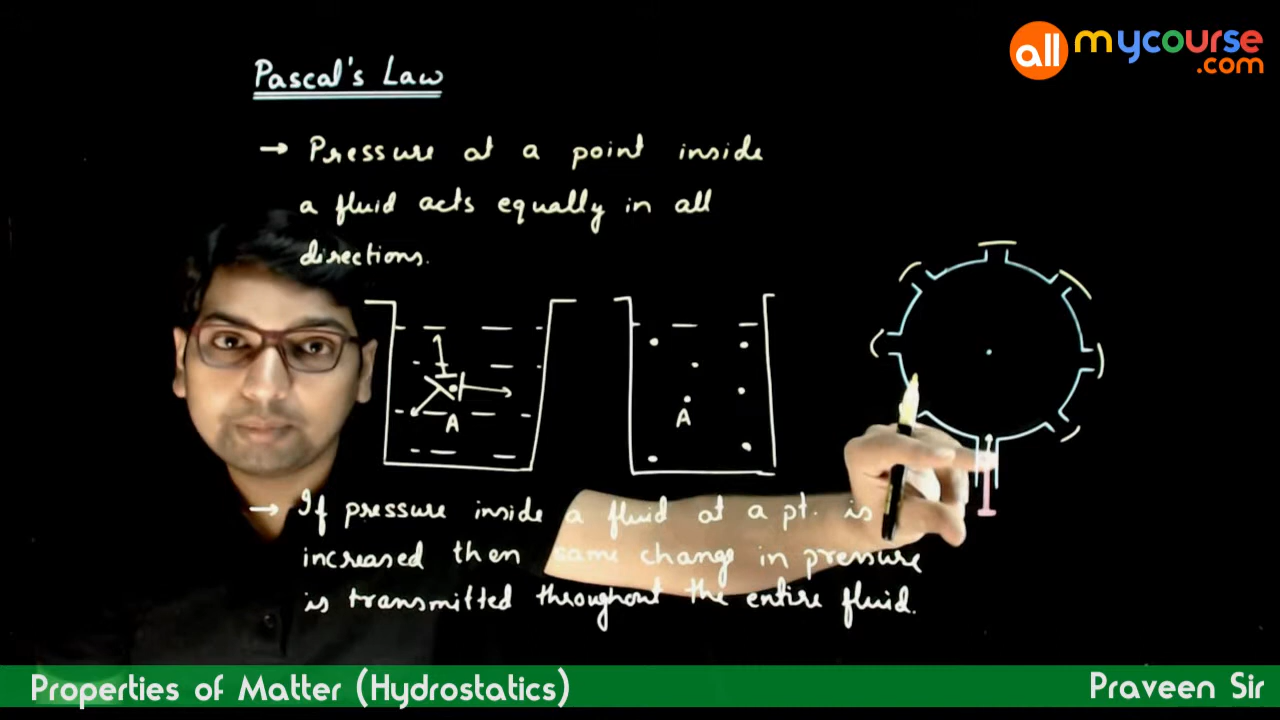 all mycourse
.com
Pascal's Law
→ Pressure at a point inside
a fluid acts equally in all
directions.
A
A
→ If pressure inside a fluid at a pt. is
increased then same change in pressure
is transmitted throughout the entire fluid.
Properties of Matter (Hydrostatics)
Praveen Sir